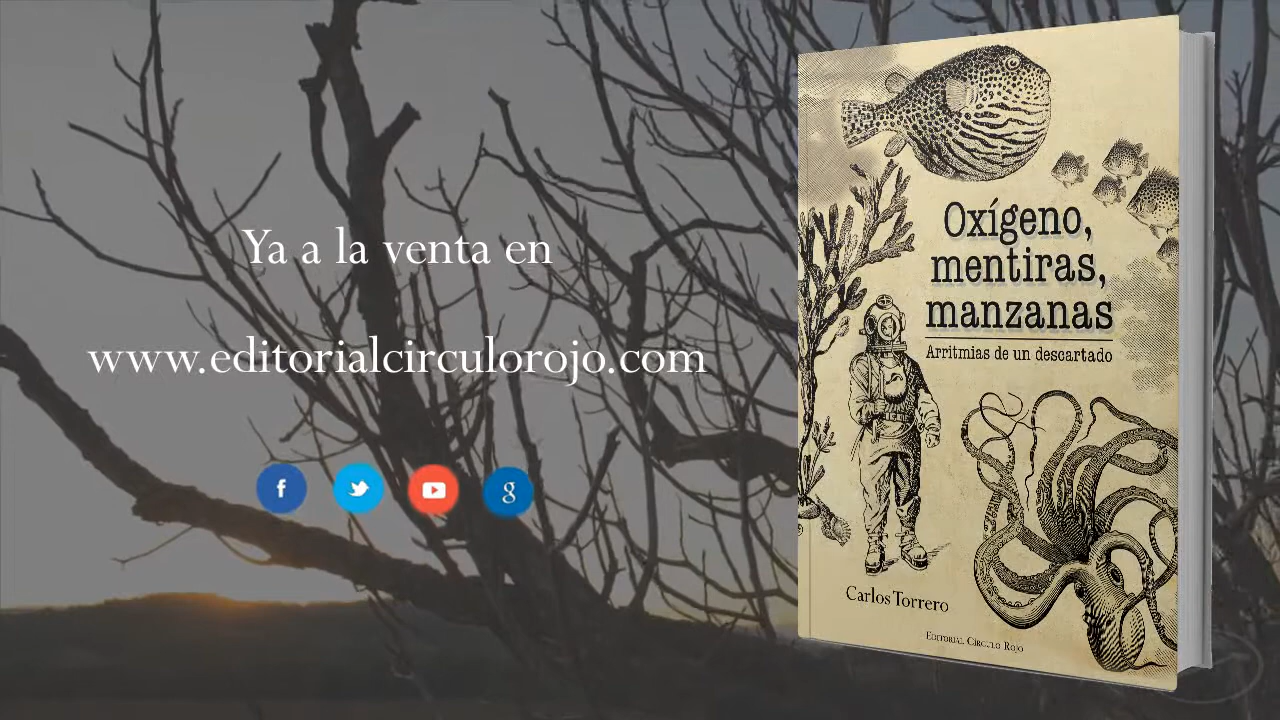 Ya a la venta en
www.editorialcirculorojo.com
f
g
Oxígeno,
mentiras,
manzanas
Arritmias de un descartado
Carlos Torrero
Editorial Círculo Rojo